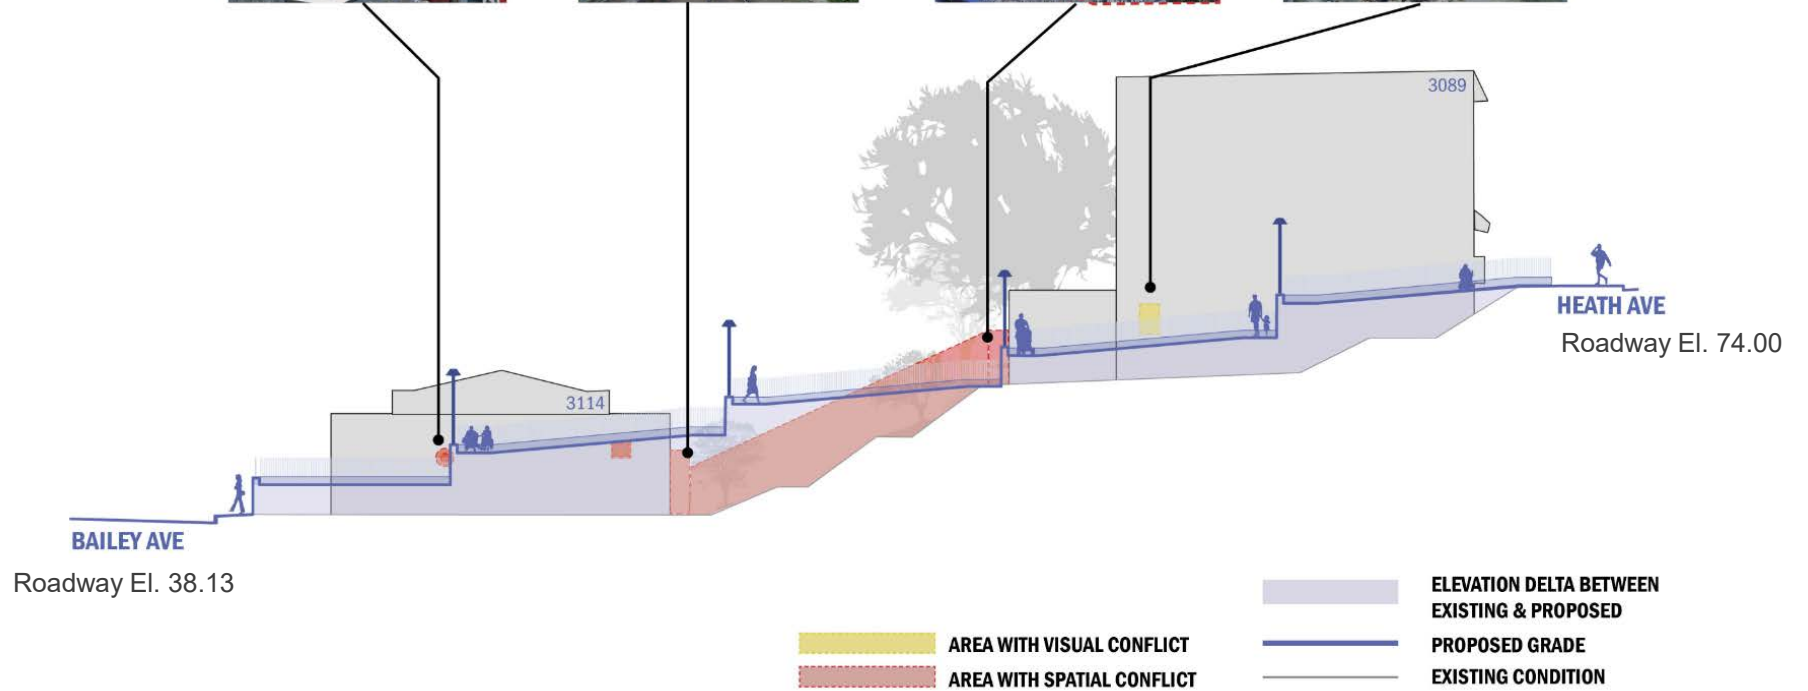 3089
HEATH AVE
Roadway El. 74.00
3114
BAILEY AVE
Roadway El. 38.13
AREA WITH VISUAL CONFLICT
AREA WITH SPATIAL CONFLICT
ELEVATION DELTA BETWEEN
EXISTING & PROPOSED
PROPOSED GRADE
EXISTING CONDITION